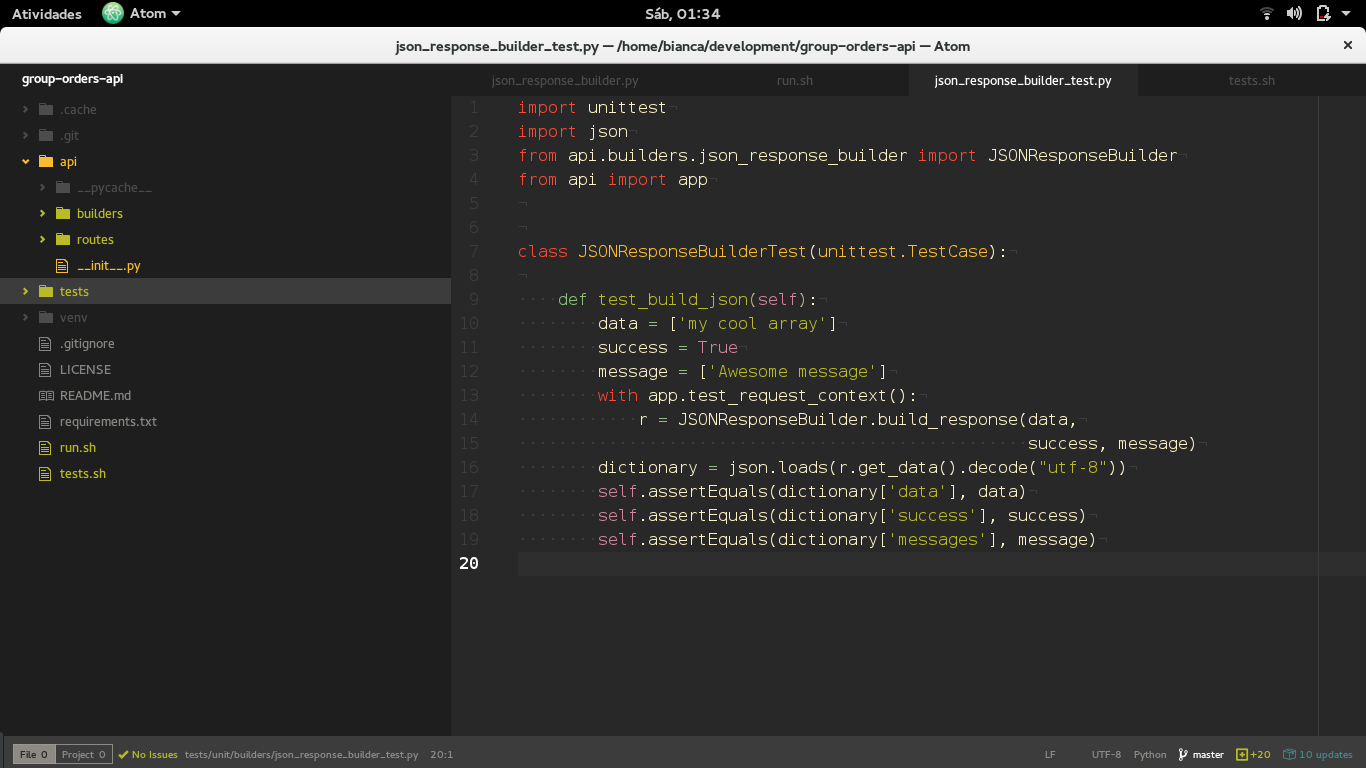 Atividades Atom Sáb, 01:34
json_response_builder_test.py — /home/bianca/development/group-orders-api — Atom ×
group-orders-api
.cache
.git
api
__pycache__
builders
routes
__init__.py
tests
venv
.gitignore
LICENSE
README.md
requirements.txt
run.sh
tests.sh
json_response_builder.py run.sh json_response_builder_test.py tests.sh
1 import unittest¬
2 import json¬
3 from api.builders.json_response_builder import JSONResponseBuilder¬
4 from api import app¬
5 ¬
6 ¬
7 class JSONResponseBuilderTest(unittest.TestCase):¬
8 ¬
9 ····def test_build_json(self):¬
10 ········data = ['my cool array']¬
11 ········success = True¬
12 ········message = ['Awesome message']¬
13 ········with app.test_request_context():¬
14 ············r = JSONResponseBuilder.build_response(data,¬
15 ···················································success, message)¬
16 ········dictionary = json.loads(r.get_data().decode("utf-8"))¬
17 ········self.assertEquals(dictionary['data'], data)¬
18 ········self.assertEquals(dictionary['success'], success)¬
19 ········self.assertEquals(dictionary['messages'], message)¬
20
File 0 Project 0 No Issues tests/unit/builders/json_response_builder_test.py 20:1 LF UTF-8 Python master +20 10 updates